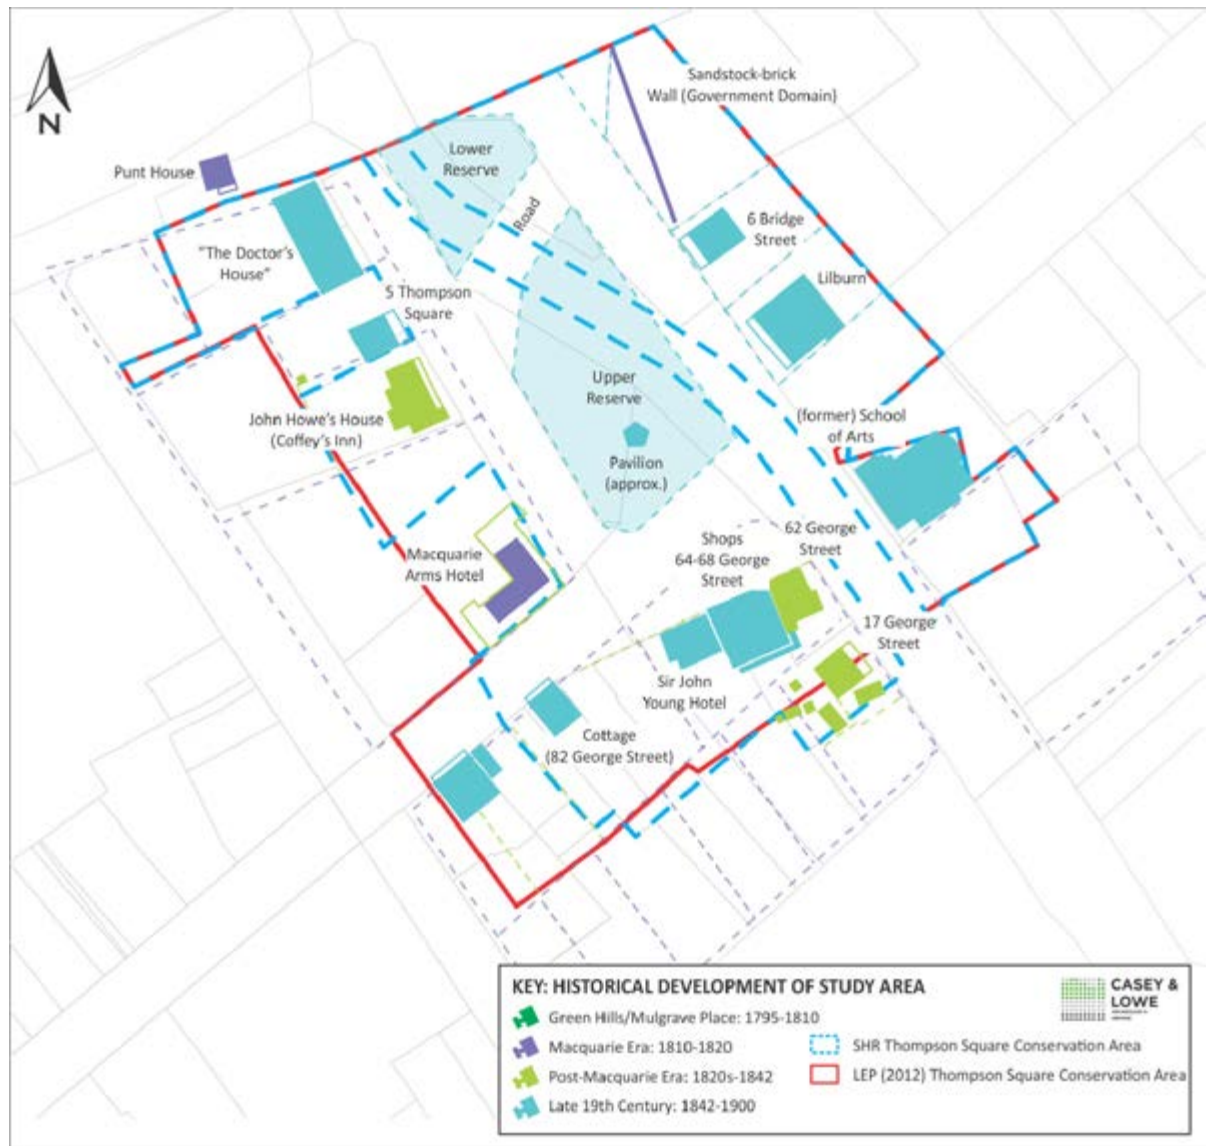 N
Sandstock-brick
Wall (Government Domain)
Lower
Reserve
Punt House
Road
6 Bridge
Street
"The Doctor's
House"
Lilburn
5 Thompson
Square
Upper
Reserve
John Howe's House
(Coffey's Inn)
(former) School
of Arts
Pavilion
(approx.)
Macquarie
Arms Hotel
Shops
64-68 George
Street
62 George
Street
17 George
Street
Sir John
Young Hotel
Cottage
(82 George Street)
KEY: HISTORICAL DEVELOPMENT OF STUDY AREA
Green Hills/Mulgrave Place: 1795-1810
Macquarie Era: 1810-1820
Post-Macquarie Era: 1820s-1842
Late 19th Century: 1842-1900
CASEY &
LOWE
SHR Thompson Square Conservation Area
LEP (2012) Thompson Square Conservation Area